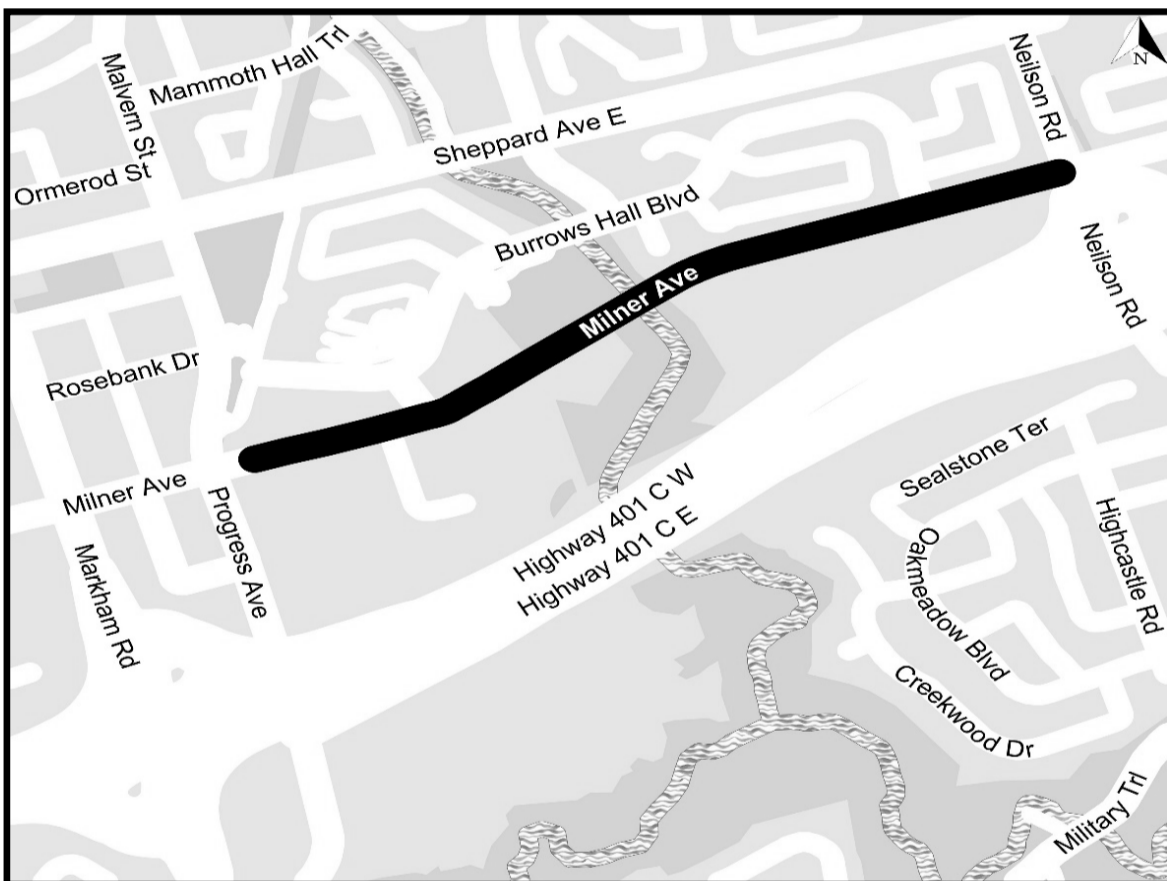 Mammoth Hall Trl
Malvern St
Neilson Rd
N
Sheppard Ave E
Ormerod St
Burrows Hall Blvd
Neilson Rd
Milner Ave
Rosebank Dr
Milner Ave
Progress Ave
Markham Rd
Highway 401 C W
Highway 401 C E
Sealstone Ter
Oakmeadow Blvd
Highcastle Rd
Creekwood Dr
Military Trl